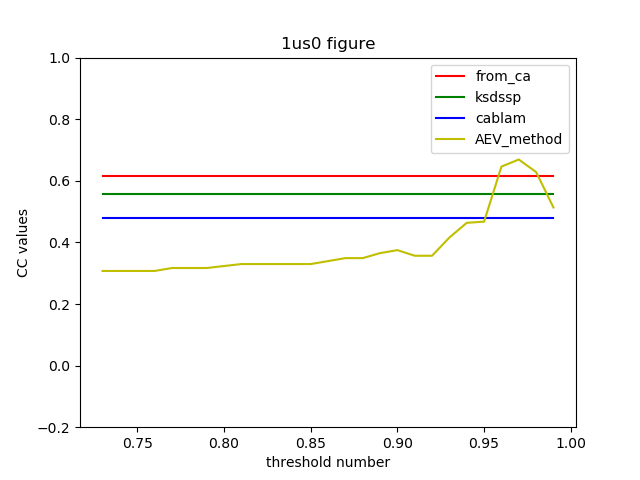 1us0 figure
from_ca
ksdssp
cablam
AEV_method
CC values
1.0
0.8
0.6
0.4
0.2
0.0
−0.2
0.75 0.80 0.85 0.90 0.95 1.00
threshold number